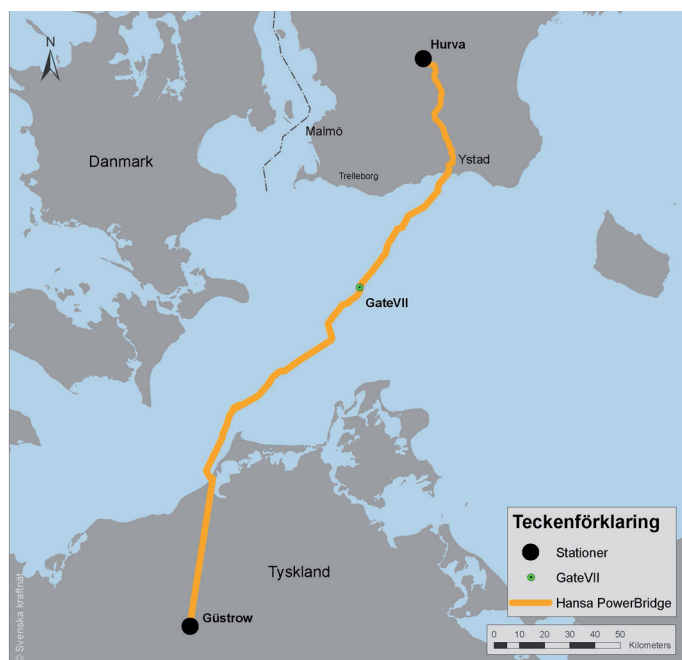 N
Hurva
Malmö
Danmark
Ystad
Trelleborg
GateVII
Tyskland
Güstrow
Teckenförklaring
Stationer
GateVII
Hansa PowerBridge
0 10 20 30 40 50
Kilometers
© Svenska kraftnät